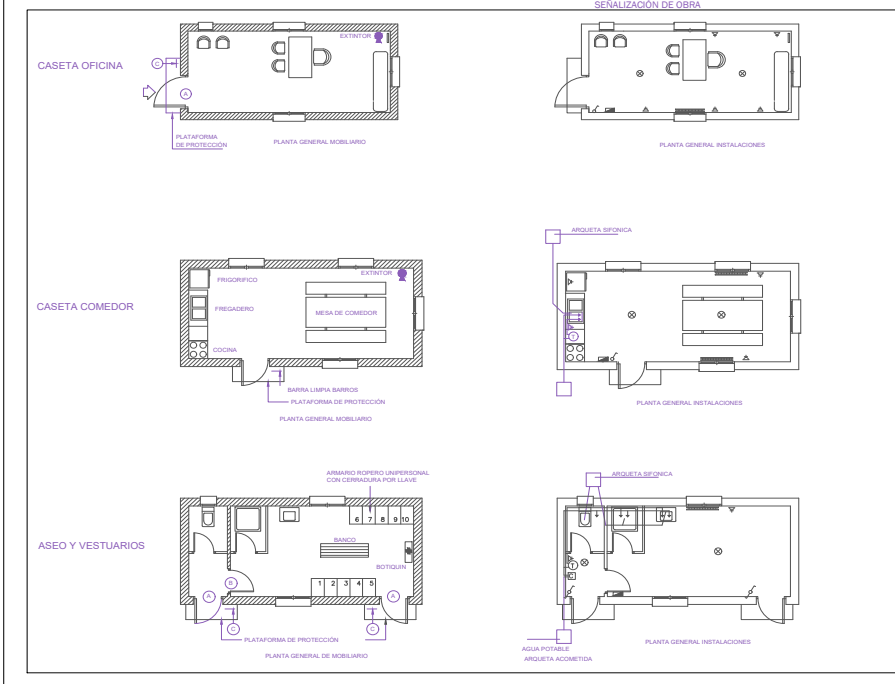 SEÑALIZACIÓN DE OBRA
CASETA OFICINA
EXTINTOR
C
A
PLATAFORMA
DE PROTECCIÓN
PLANTA GENERAL MOBILIARIO
PLANTA GENERAL INSTALACIONES
CASETA COMEDOR
FRIGORIFICO
EXTINTOR
FREGADERO
MESA DE COMEDOR
COCINA
BARRA LIMPIA BARROS
PLATAFORMA DE PROTECCIÓN
PLANTA GENERAL MOBILIARIO
ARQUETA SIFONICA
T
PLANTA GENERAL INSTALACIONES
ASEO Y VESTUARIOS
ARMARIO ROPERO UNIPERSONAL
CON CERRADURA POR LLAVE
6 7 8 9 10
BANCO
BOTIQUIN
B
1 2 3 4 5
A
A
C
C
PLATAFORMA DE PROTECCIÓN
PLANTA GENERAL DE MOBILIARIO
ARQUETA SIFONICA
T
C
AGUA POTABLE
ARQUETA ACOMETIDA
PLANTA GENERAL INSTALACIONES